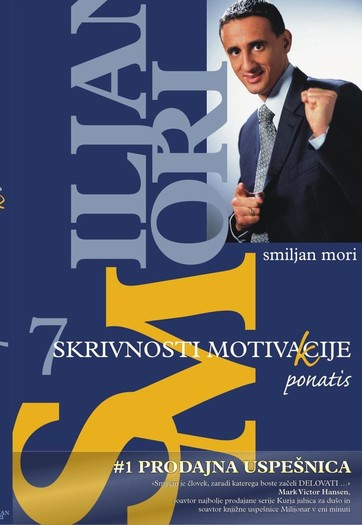 SMILJAN
MORI
smiljan mori
7 SKRIVNOSTI MOTIVAkCIJE
ponatis
#1 PRODAJNA USPEŠNICA
»Smiljan je človek, zaradi katerega boste začeli DELOVATI ...«
Mark Victor Hansen,
soavtor najbolje prodajane serije Kurja juhica za dušo in
soavtor knjižne uspešnice Milijonar v eni minuti